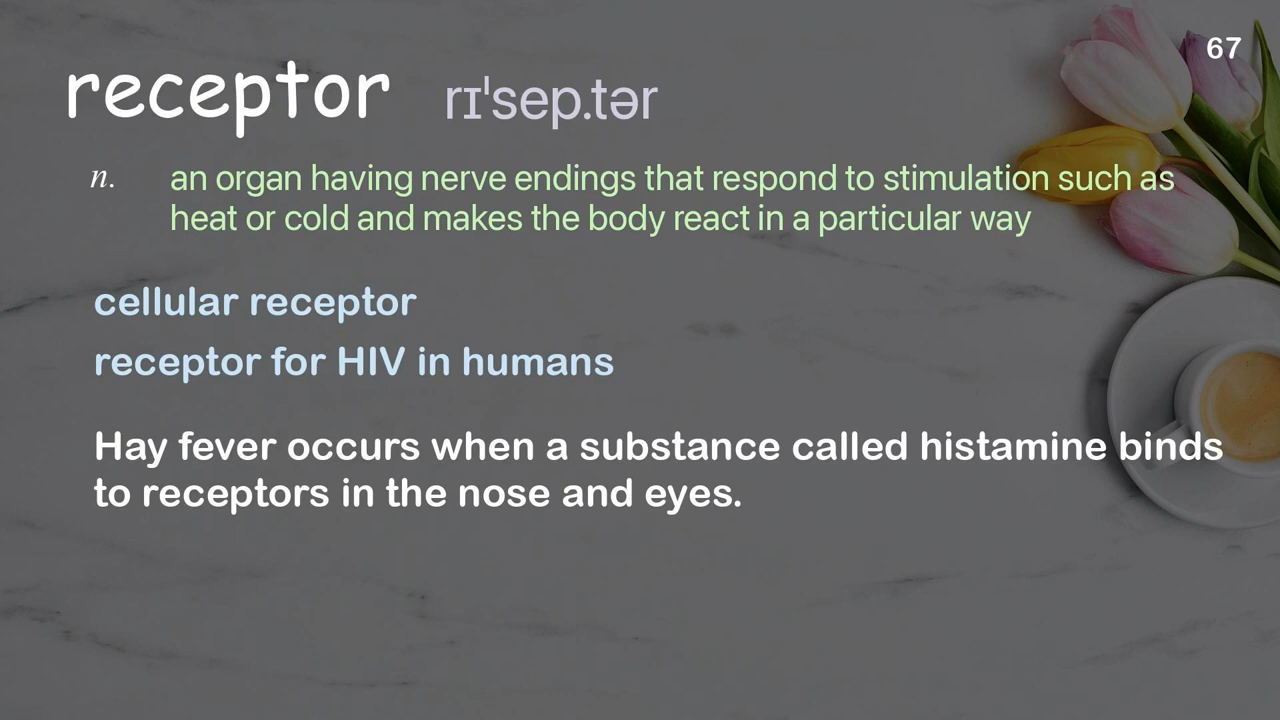 67
receptor rɪˈsep.tər
n. an organ having nerve endings that respond to stimulation such as
heat or cold and makes the body react in a particular way
cellular receptor
receptor for HIV in humans
Hay fever occurs when a substance called histamine binds
to receptors in the nose and eyes.